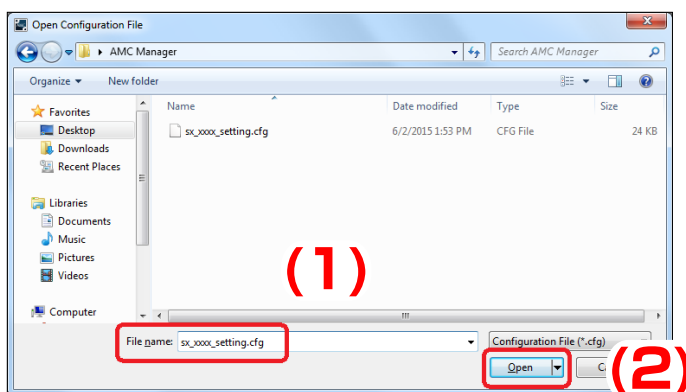 Open Configuration File
AMC Manager
Search AMC Manager
Organize New folder
Name Date modified Type Size
Favorites
Desktop
Downloads
Recent Places
Libraries
Documents
Music
Pictures
Videos
Computer
sx_xxxx_setting.cfg 6/2/2015 1:53 PM CFG File 24 KB
(1)
File name: sx_xxxx_setting.cfg Configuration File (*.cfg)
Open
(2)